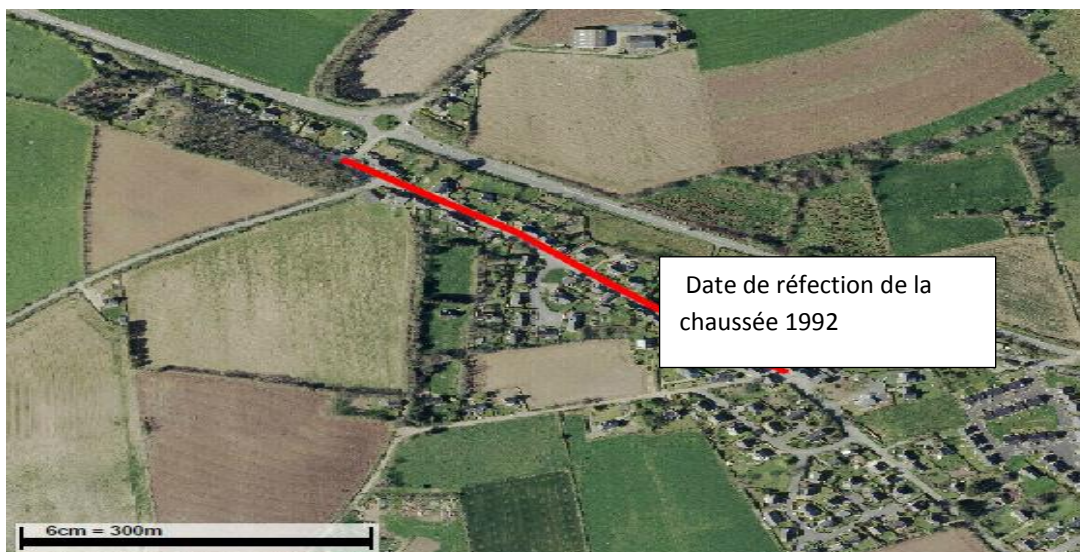 Date de réfection de la
chaussée 1992
6cm = 300m